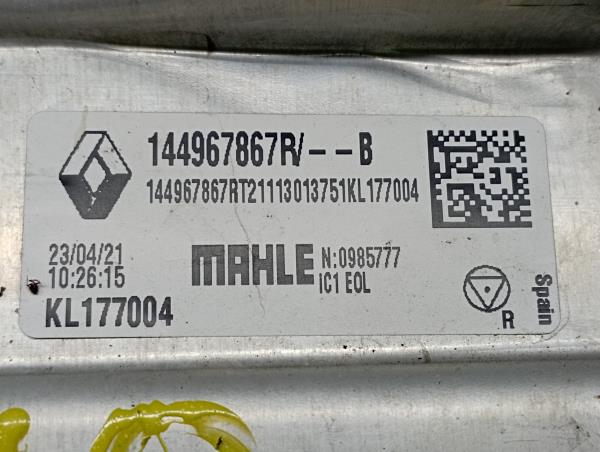 144967867R/--B
144967867RT21113013751KL177004
23/04/21
10:26:15
MAHLE
N:0985777
IC1 EOL
KL177004
R
Spain